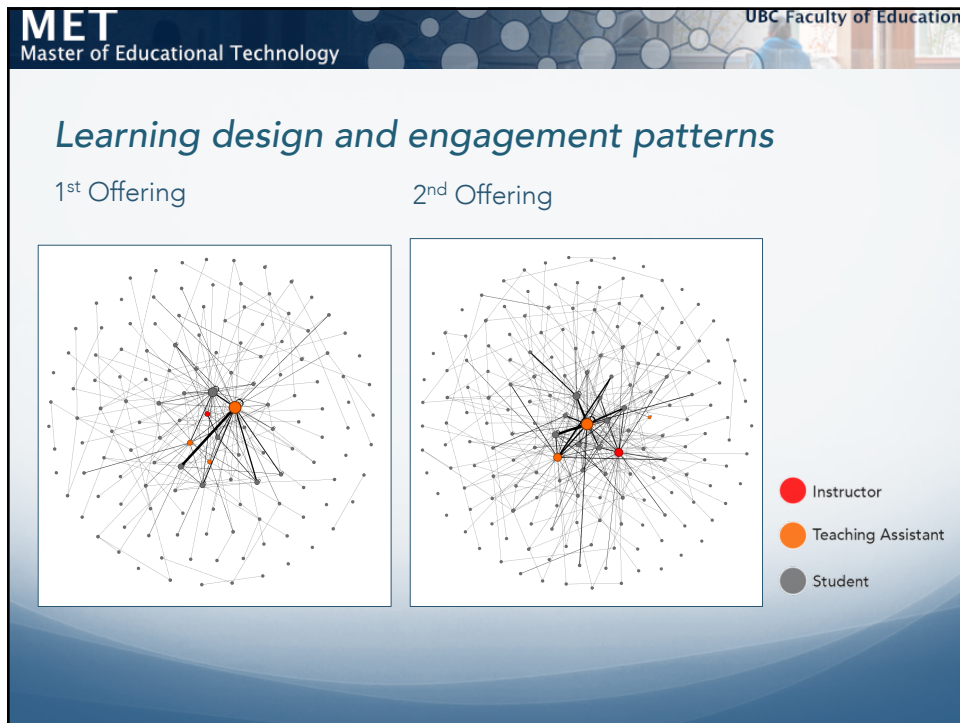 MET
Master of Educational Technology
UBC Faculty of Education
Learning design and engagement patterns
1st Offering
2nd Offering
Instructor
Teaching Assistant
Student